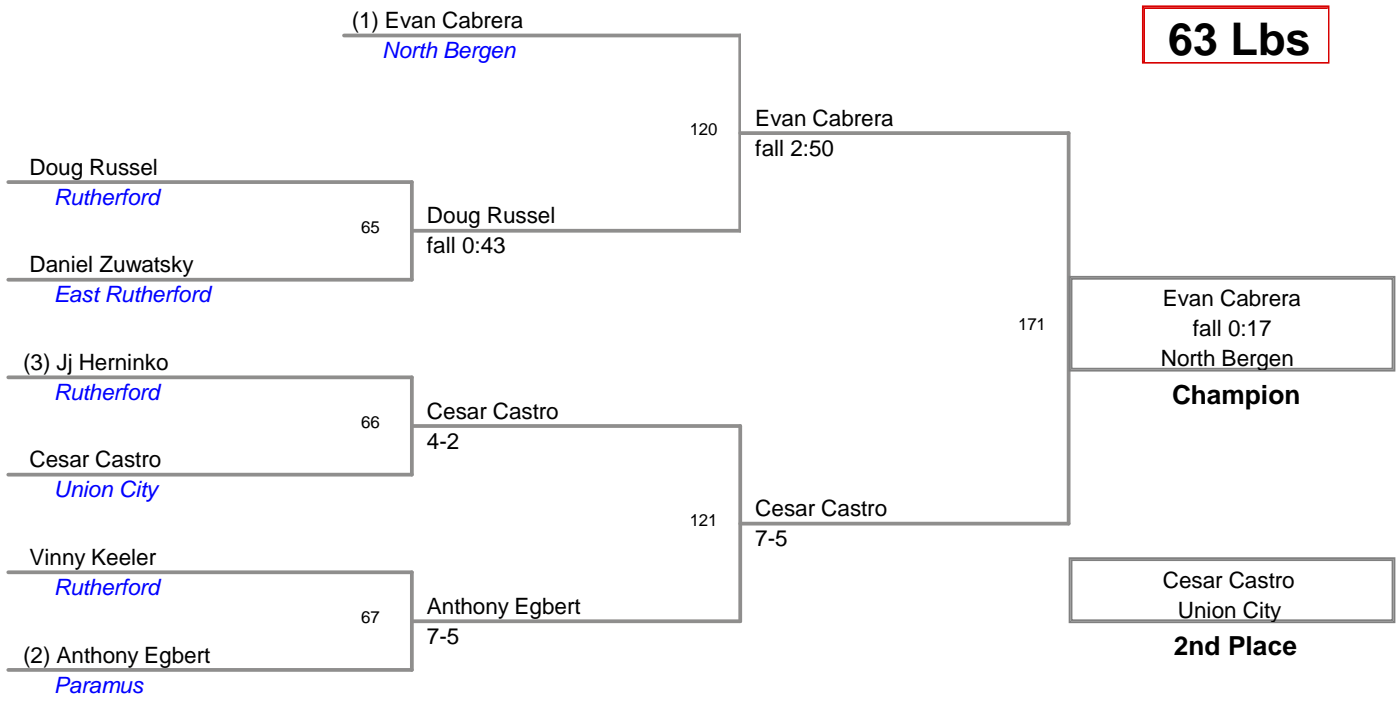 (1) Evan Cabrera
North Bergen
63 Lbs
120
Evan Cabrera
fall 2:50
Doug Russel
Rutherford
65
Doug Russel
fall 0:43
Daniel Zuwatsky
East Rutherford
171
Evan Cabrera
fall 0:17
North Bergen
Champion
(3) Jj Herninko
Rutherford
66
Cesar Castro
4-2
Cesar Castro
Union City
121
Cesar Castro
7-5
Vinny Keeler
Rutherford
67
Anthony Egbert
7-5
(2) Anthony Egbert
Paramus
Cesar Castro
Union City
2nd Place